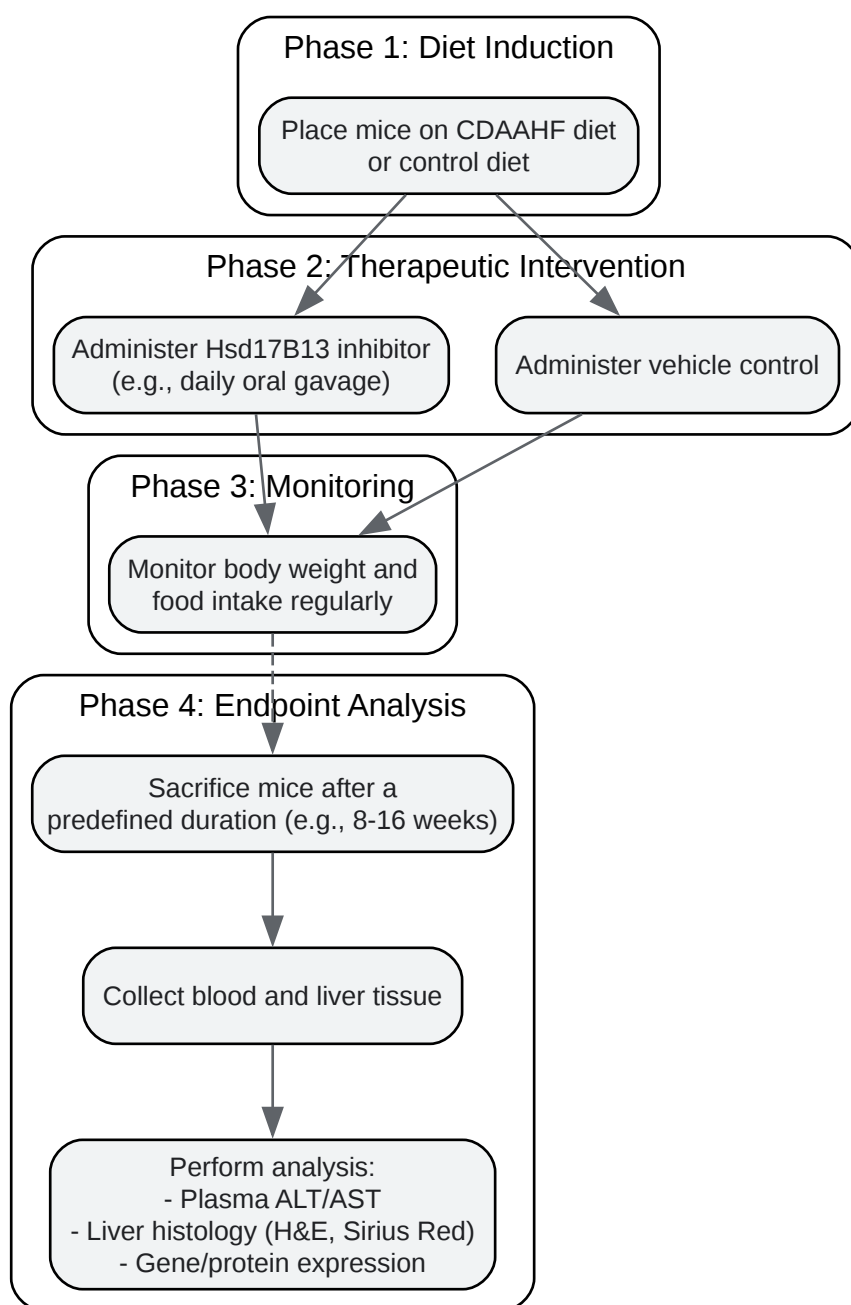 Phase 1: Diet Induction
Place mice on CDAAHF diet
or control diet
Phase 2: Therapeutic Intervention
Administer Hsd17B13 inhibitor
(e.g., daily oral gavage)
Administer vehicle control
Phase 3: Monitoring
Monitor body weight and
food intake regularly
Phase 4: Endpoint Analysis
Sacrifice mice after a
predefined duration (e.g., 8-16 weeks)
Collect blood and liver tissue
Perform analysis:
- Plasma ALT/AST
- Liver histology (H&E, Sirius Red)
- Gene/protein expression